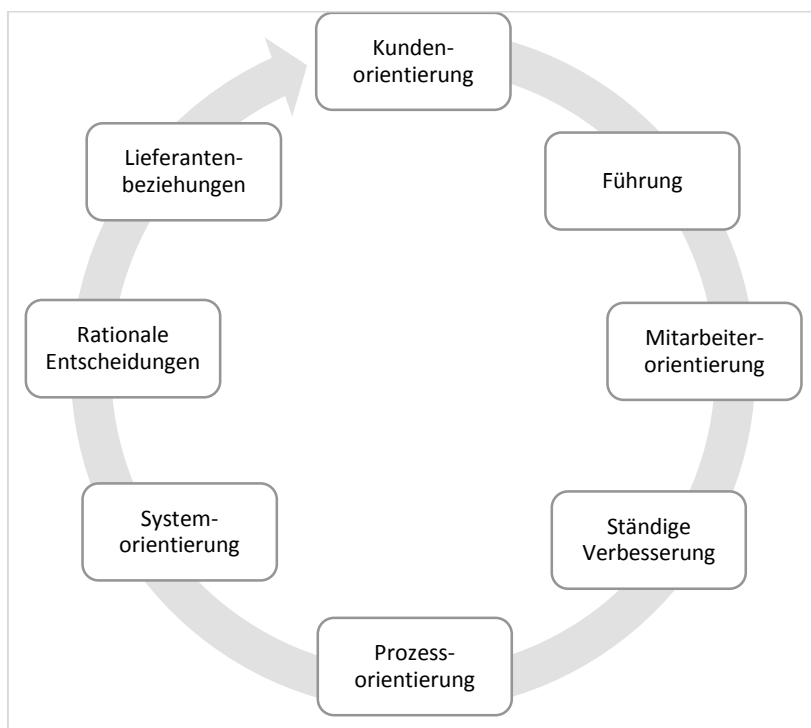 Kunden-
orientierung
Führung
Mitarbeiter-
orientierung
Ständige
Verbesserung
Prozess-
orientierung
System-
orientierung
Rationale
Entscheidungen
Lieferanten-
beziehungen